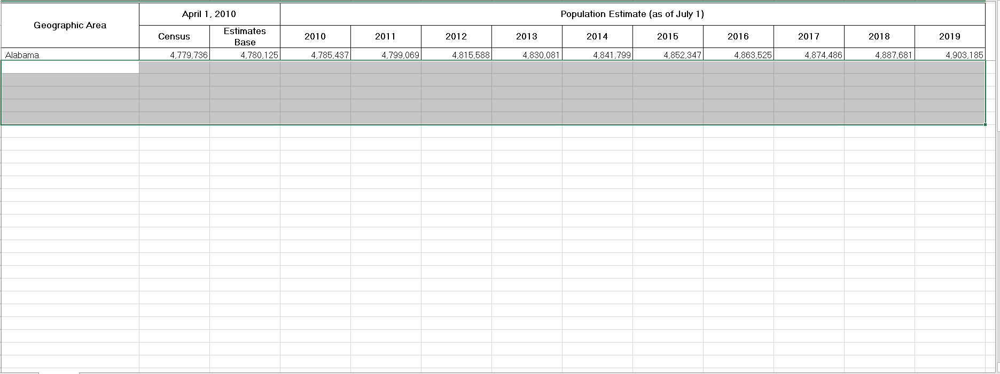 Geographic Area April 1, 2010 Population Estimate (as of July 1)
Census Estimates Base 2010 2011 2012 2013 2014 2015 2016 2017 2018 2019
Alabama 4,779,736 4,780,125 4,785,437 4,799,069 4,815,588 4,830,081 4,841,799 4,852,347 4,863,525 4,874,486 4,887,681 4,903,185